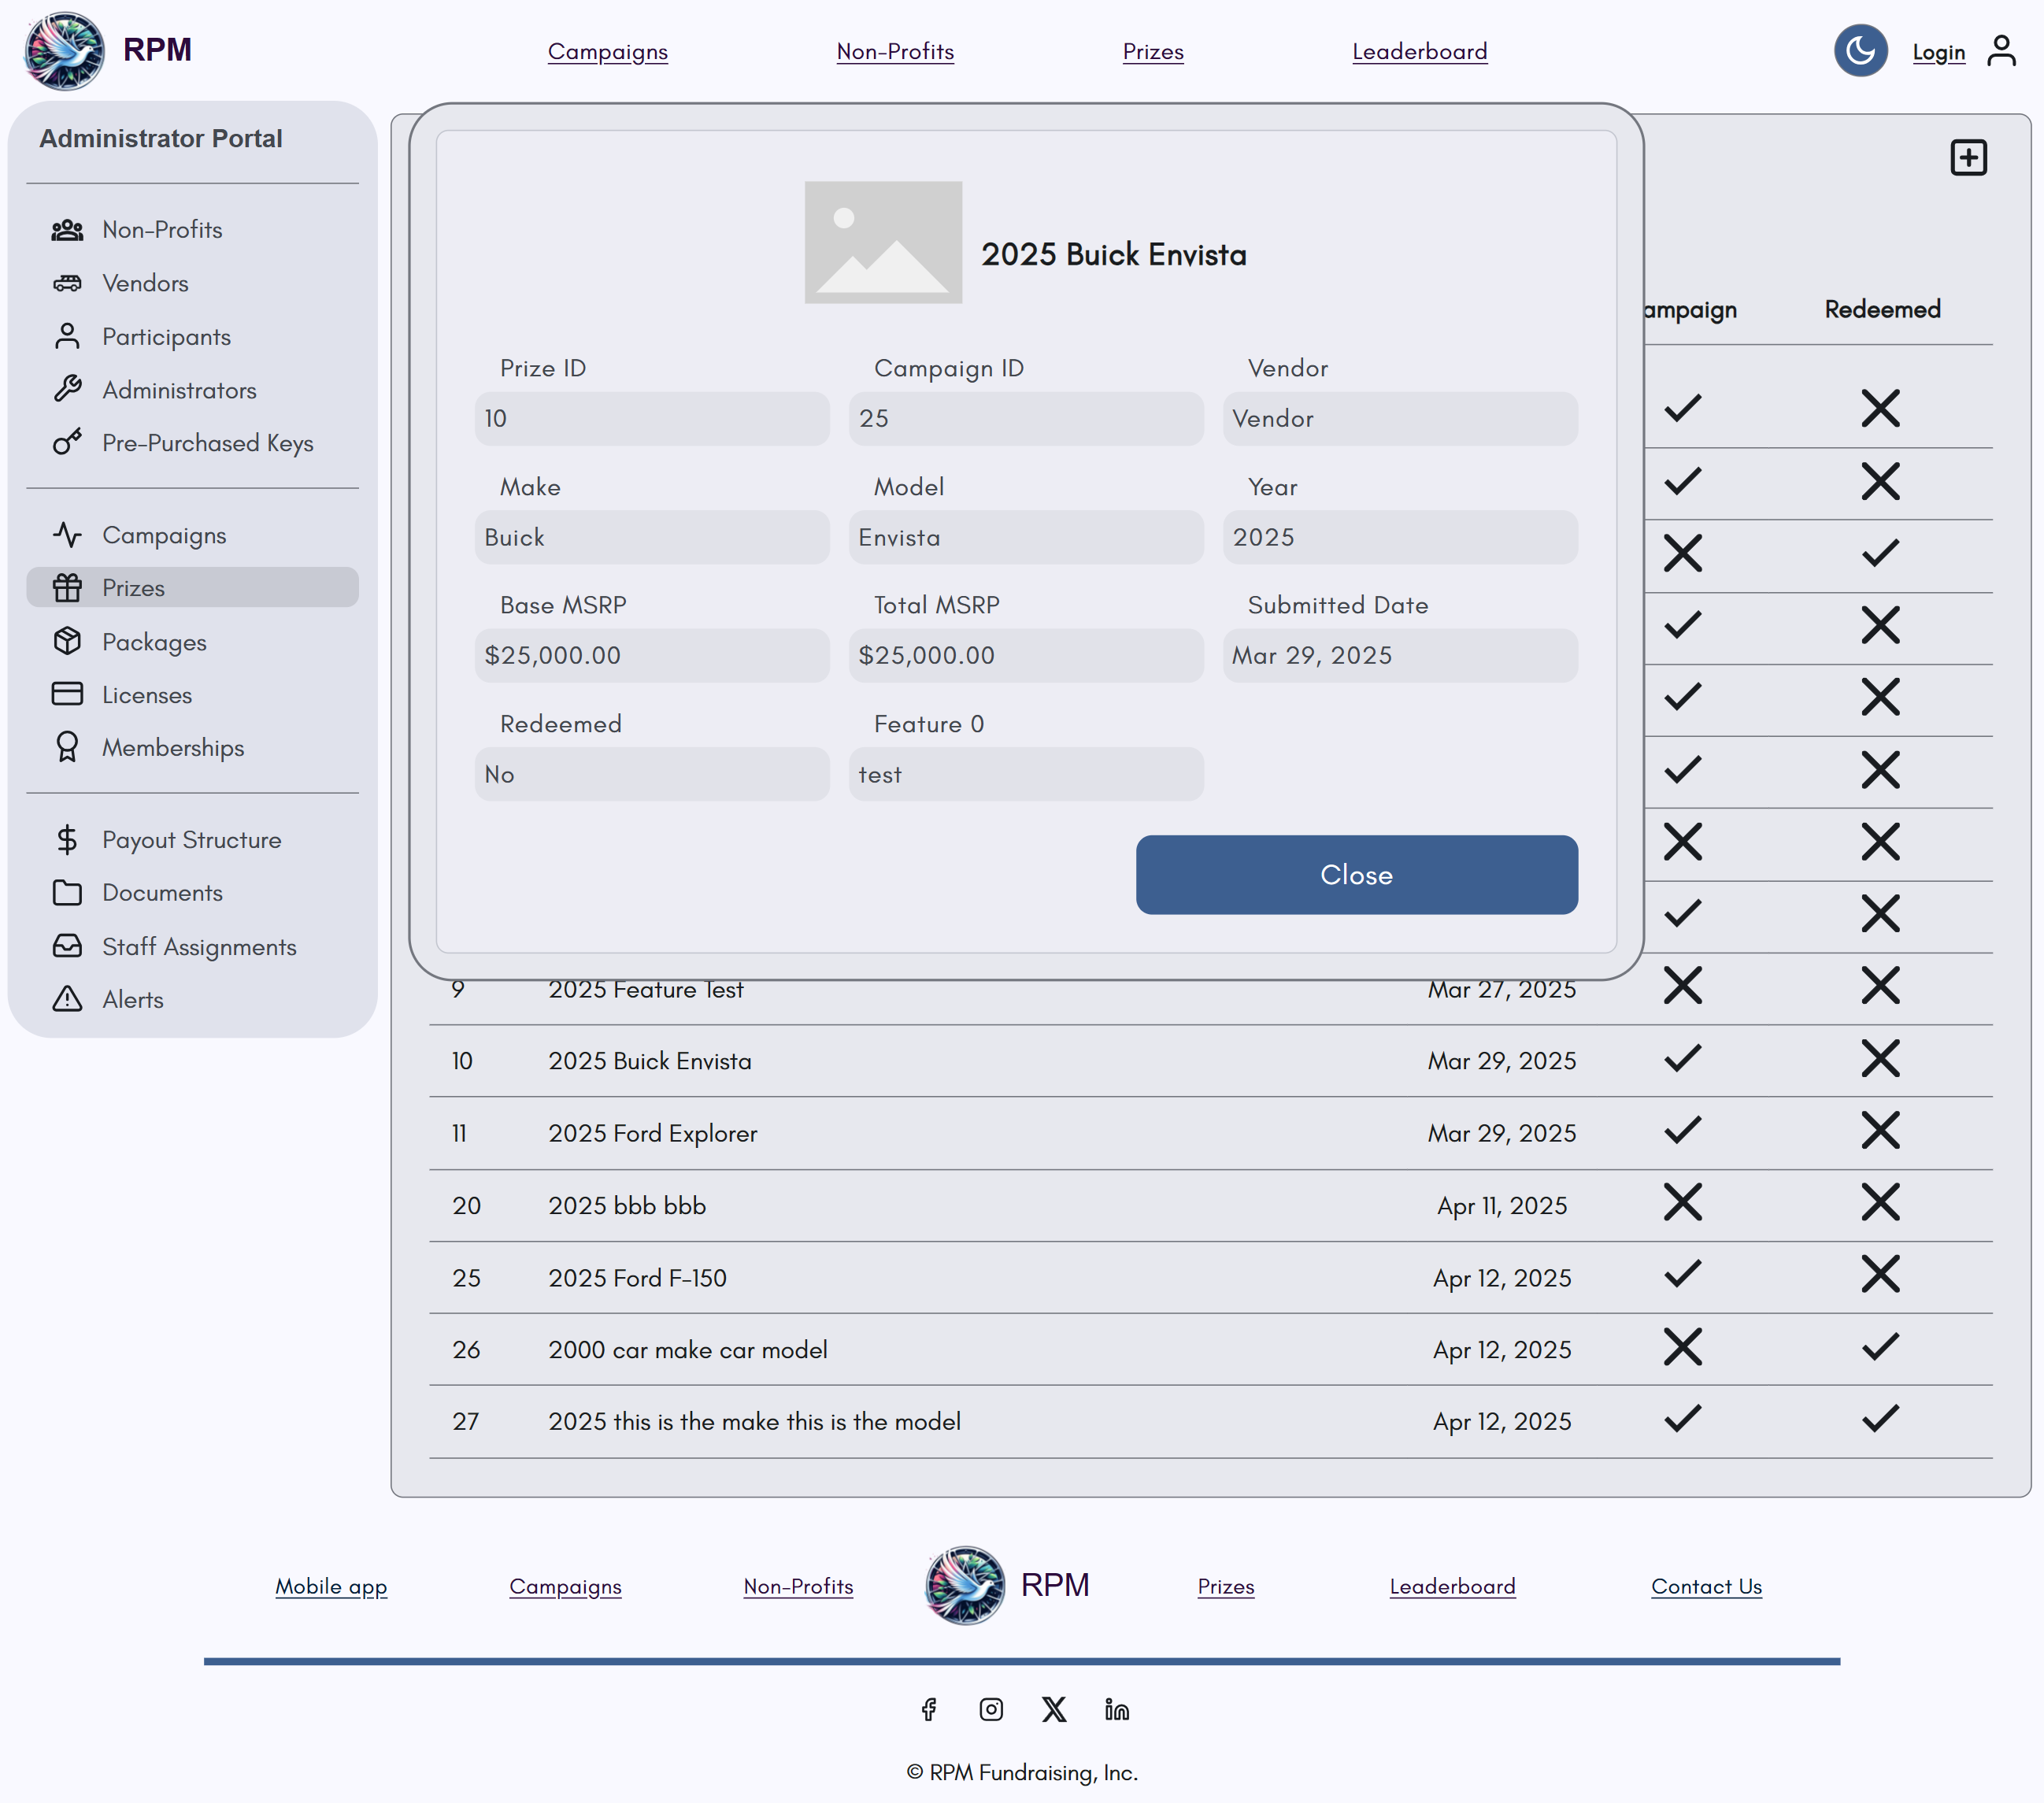 RPM
Campaigns
Non-Profits
Prizes
Leaderboard
Login
Administrator Portal
Non-Profits
Vendors
Participants
Administrators
Pre-Purchased Keys
Campaigns
Prizes
Packages
Licenses
Memberships
Payout Structure
Documents
Staff Assignments
Alerts
2025 Buick Envista
Prize ID
Campaign ID
Vendor
10
25
Vendor
Make
Model
Year
Buick
Envista
2025
Base MSRP
Total MSRP
Submitted Date
$25,000.00
$25,000.00
Mar 29, 2025
Redeemed
Feature 0
No
test
Close
ampaign
Redeemed
9 2025 Feature Test Mar 27, 2025
10 2025 Buick Envista Mar 29, 2025
11 2025 Ford Explorer Mar 29, 2025
20 2025 bbb bbb Apr 11, 2025
25 2025 Ford F-150 Apr 12, 2025
26 2000 car make car model Apr 12, 2025
27 2025 this is the make this is the model Apr 12, 2025
Mobile app
Campaigns
Non-Profits
RPM
Prizes
Leaderboard
Contact Us
© RPM Fundraising, Inc.